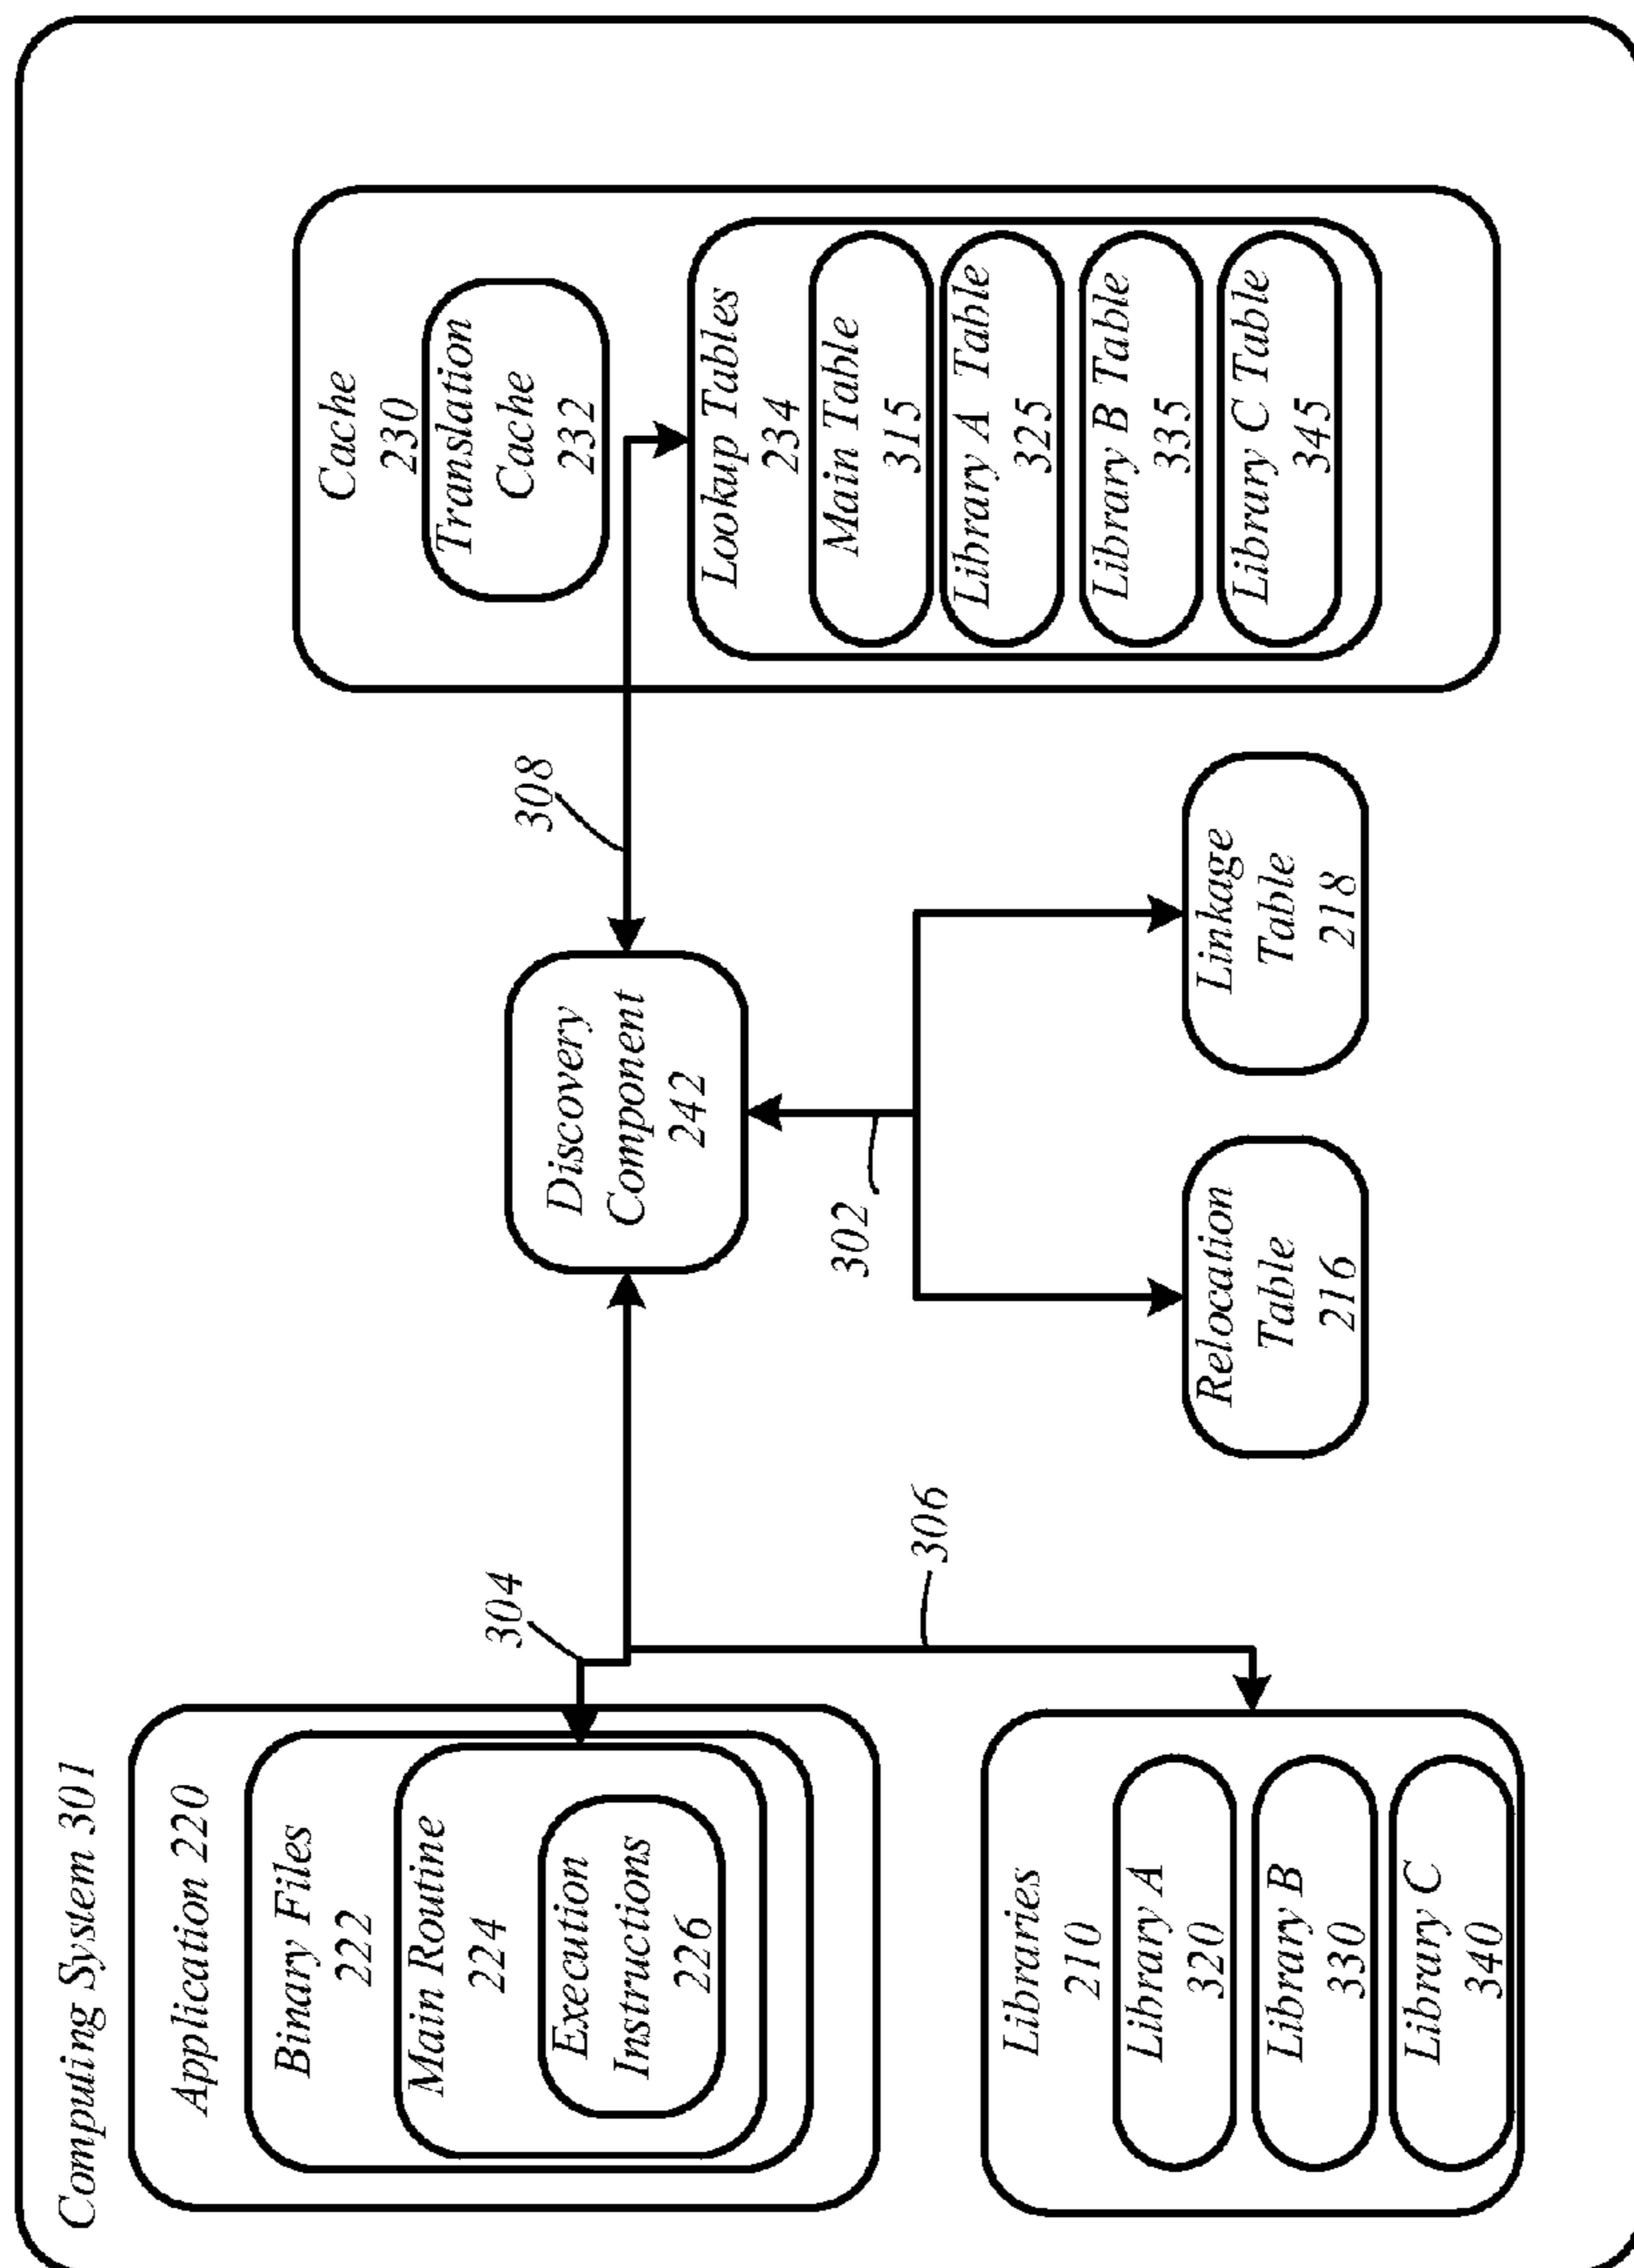 Computing System 301
Application 220
Binary Files
222
Main Routine
224
Execution
Instructions
226
Libraries
210
Library A
320
Library B
330
Library C
340
304
306
Discovery
Component
242
302
308
Relocation
Table
216
Linkage
Table
218
Cache
230
Translation
Cache
232
Lookup Tables
234
Main Table
315
Library A Table
325
Library B Table
335
Library C Table
345